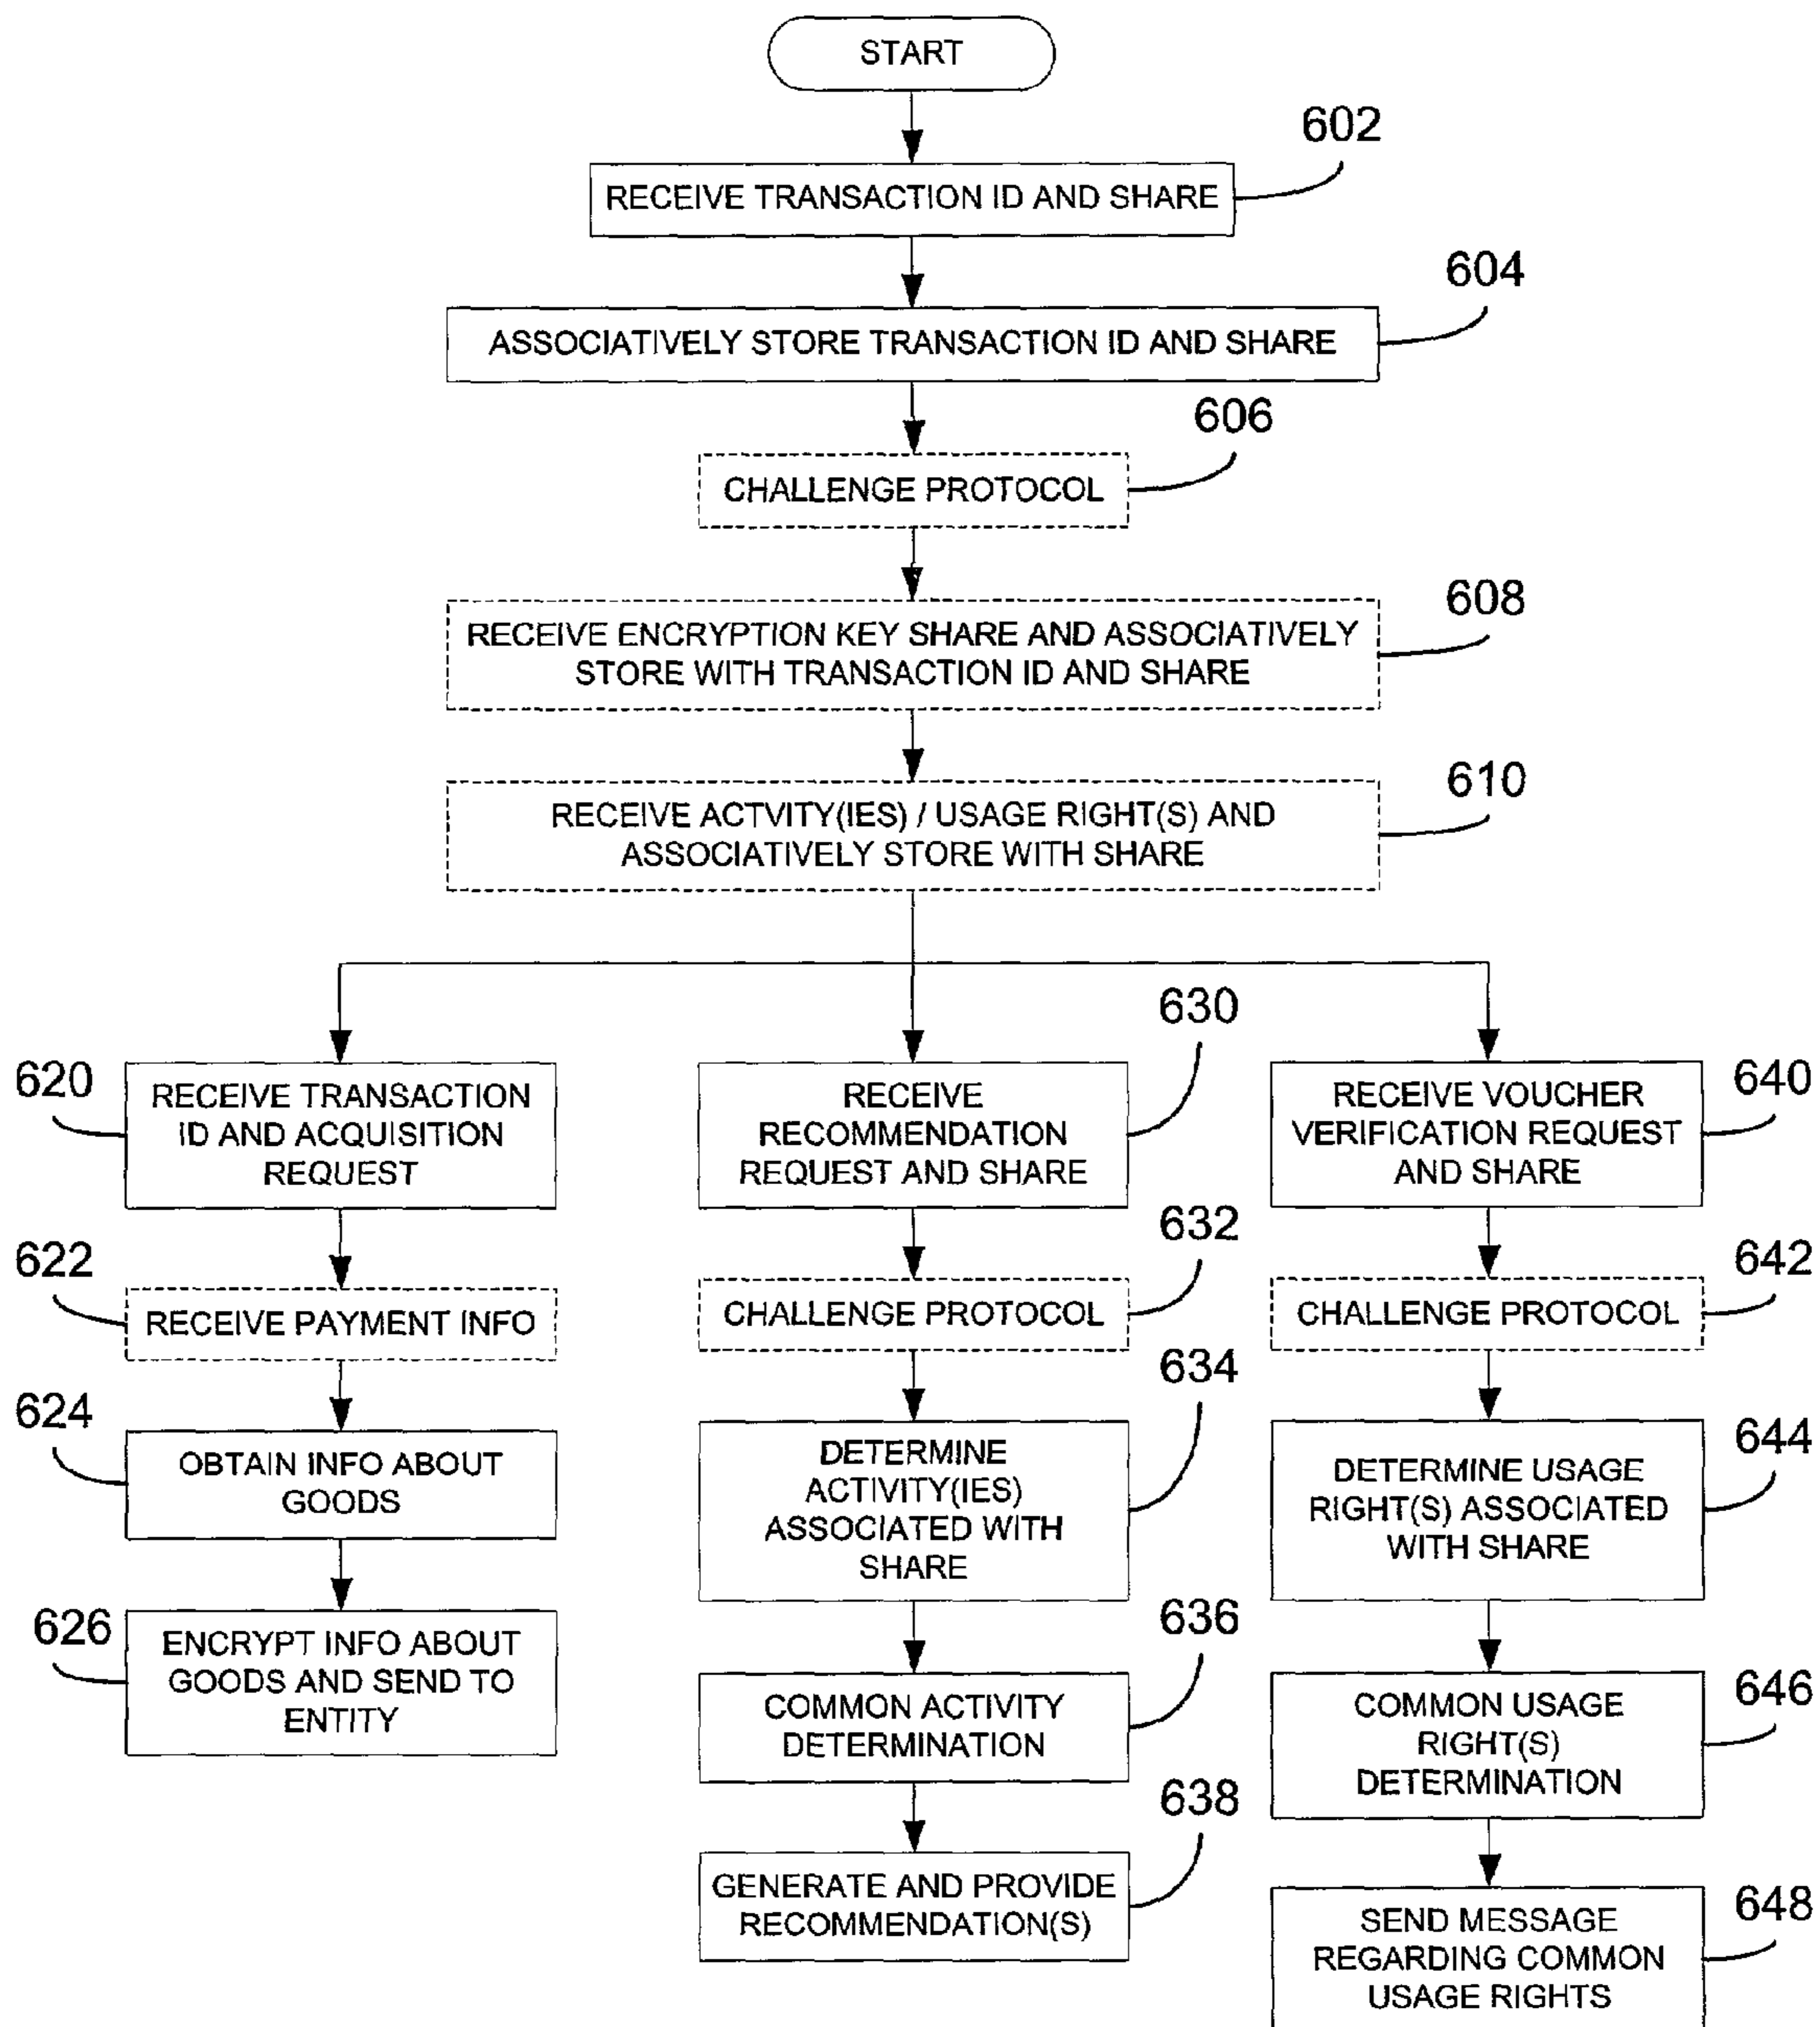 START
602
RECEIVE TRANSACTION ID AND SHARE
604
ASSOCIATIVELY STORE TRANSACTION ID AND SHARE
606
CHALLENGE PROTOCOL
608
RECEIVE ENCRYPTION KEY SHARE AND ASSOCIATIVELY
STORE WITH TRANSACTION ID AND SHARE
610
RECEIVE ACTVITY(IES) / USAGE RIGHT(S) AND
ASSOCIATIVELY STORE WITH SHARE
620
RECEIVE TRANSACTION
ID AND ACQUISITION
REQUEST
622
RECEIVE PAYMENT INFO
624
OBTAIN INFO ABOUT
GOODS
626
ENCRYPT INFO ABOUT
GOODS AND SEND TO
ENTITY
630
RECEIVE
RECOMMENDATION
REQUEST AND SHARE
632
CHALLENGE PROTOCOL
634
DETERMINE
ACTIVITY(IES)
ASSOCIATED WITH
SHARE
636
COMMON ACTIVITY
DETERMINATION
638
GENERATE AND PROVIDE
RECOMMENDATION(S)
640
RECEIVE VOUCHER
VERIFICATION REQUEST
AND SHARE
642
CHALLENGE PROTOCOL
644
DETERMINE USAGE
RIGHT(S) ASSOCIATED
WITH SHARE
646
COMMON USAGE
RIGHT(S)
DETERMINATION
648
SEND MESSAGE
REGARDING COMMON
USAGE RIGHTS